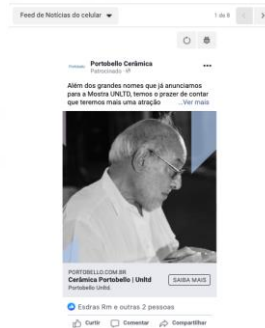 Feed de Notícias do celular
1 de 8
Portobello Cerâmica
Patrocinado
Além dos grandes nomes que já anunciamos
para a Mostra UNLTD, temos o prazer de contar
que teremos mais uma atração ...Ver mais
PORTOBELLO.COM.BR
Cerâmica Portobello | Unltd
Portobello Unltd.
SAIBA MAIS
Esdras Rm e outras 2 pessoas
Curtir Comentar Compartilhar